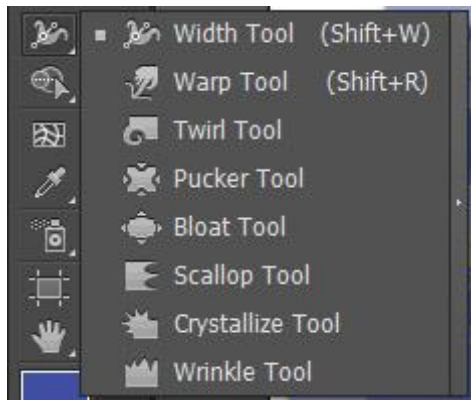 Width Tool (Shift+W)
Warp Tool (Shift+R)
Twirl Tool
Pucker Tool
Bloat Tool
Scallop Tool
Crystallize Tool
Wrinkle Tool